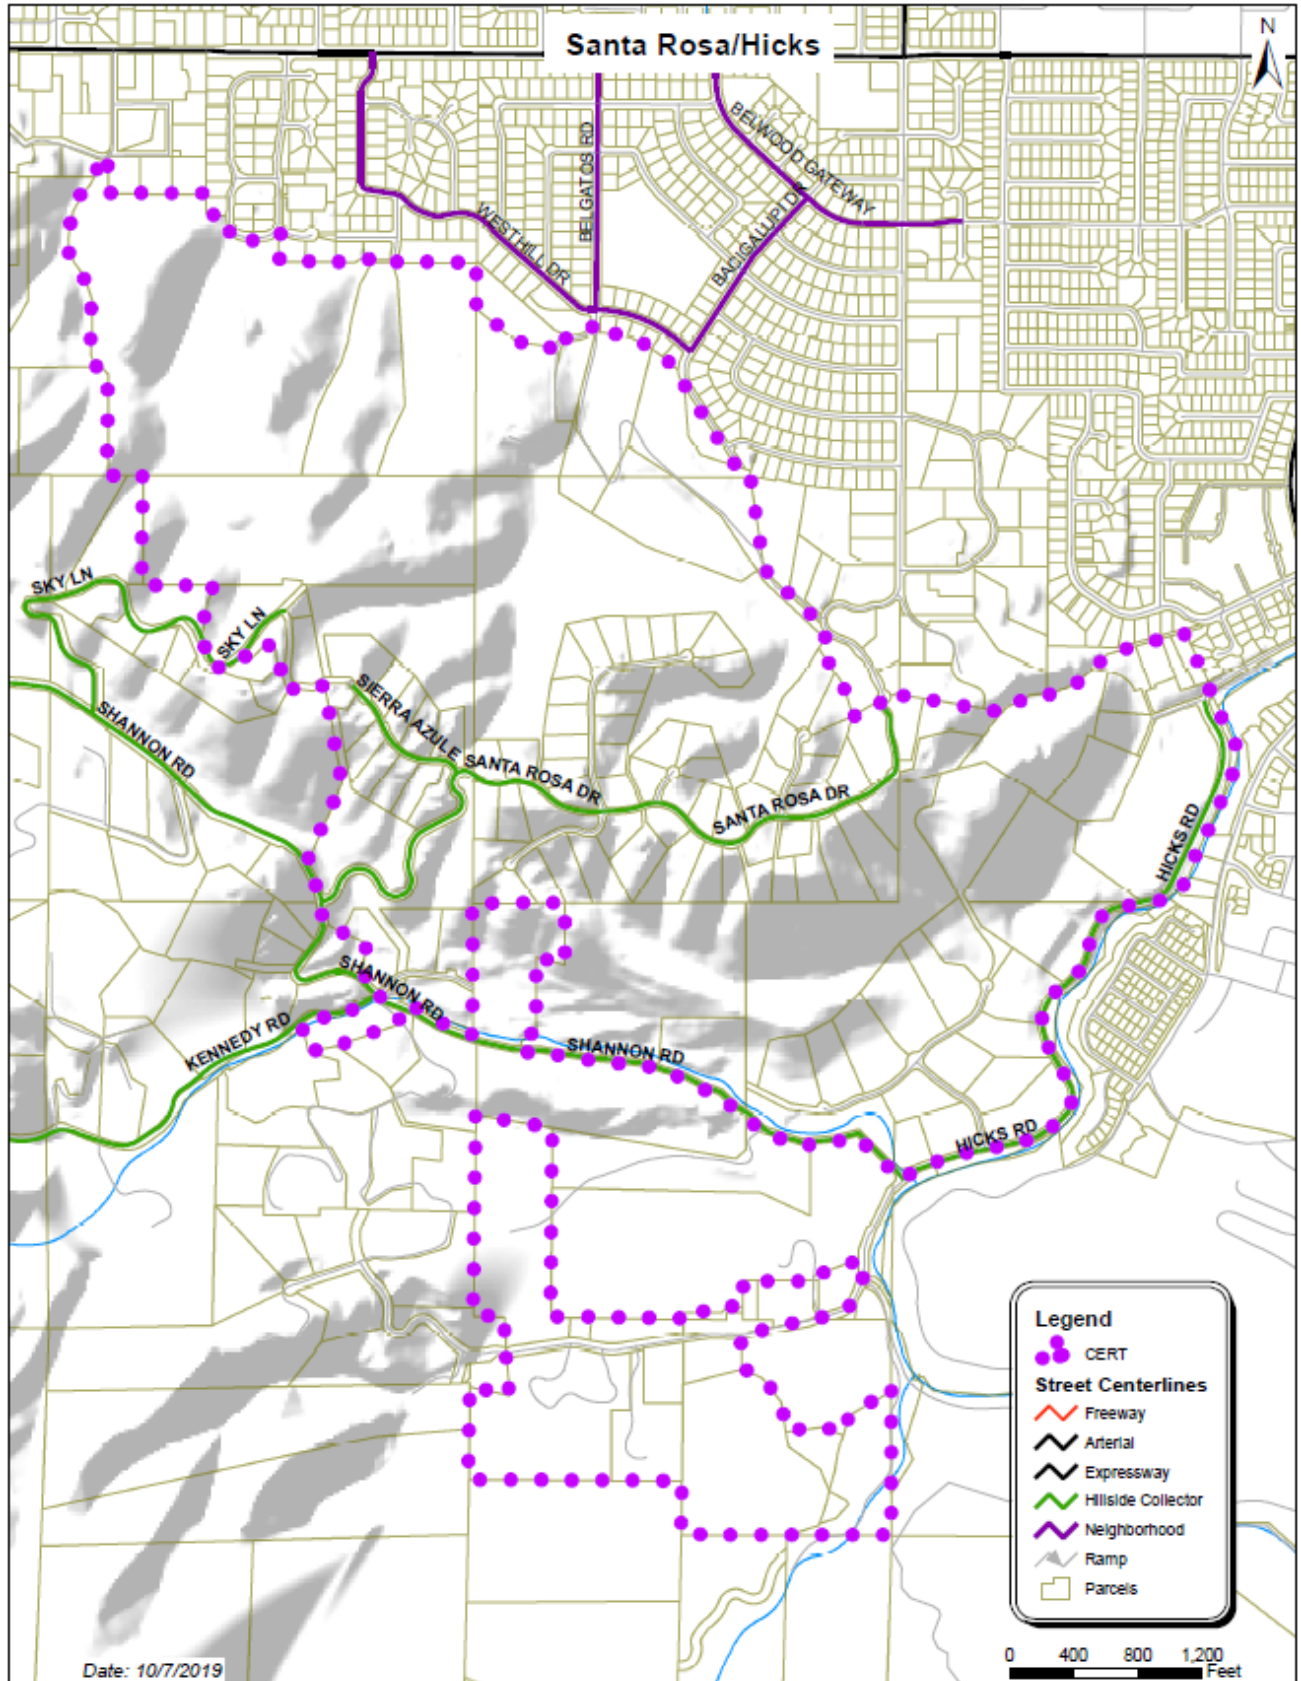 Santa Rosa/Hicks
N
BELWOOD GATEWAY
BELGATOS RD
BACIGALUPI DR
WESTHILL DR
SKY LN
SKY LN
SIERRA AZULE
SHANNON RD
SANTA ROSA DR
SANTA ROSA DR
HICKS RD
SHANNON RD
KENNEDY RD
SHANNON RD
HICKS RD
Legend
CERT
Street Centerlines
Freeway
Arterial
Expressway
Hillside Collector
Neighborhood
Ramp
Parcels
0 400 800 1,200
Feet
Date: 10/7/2019